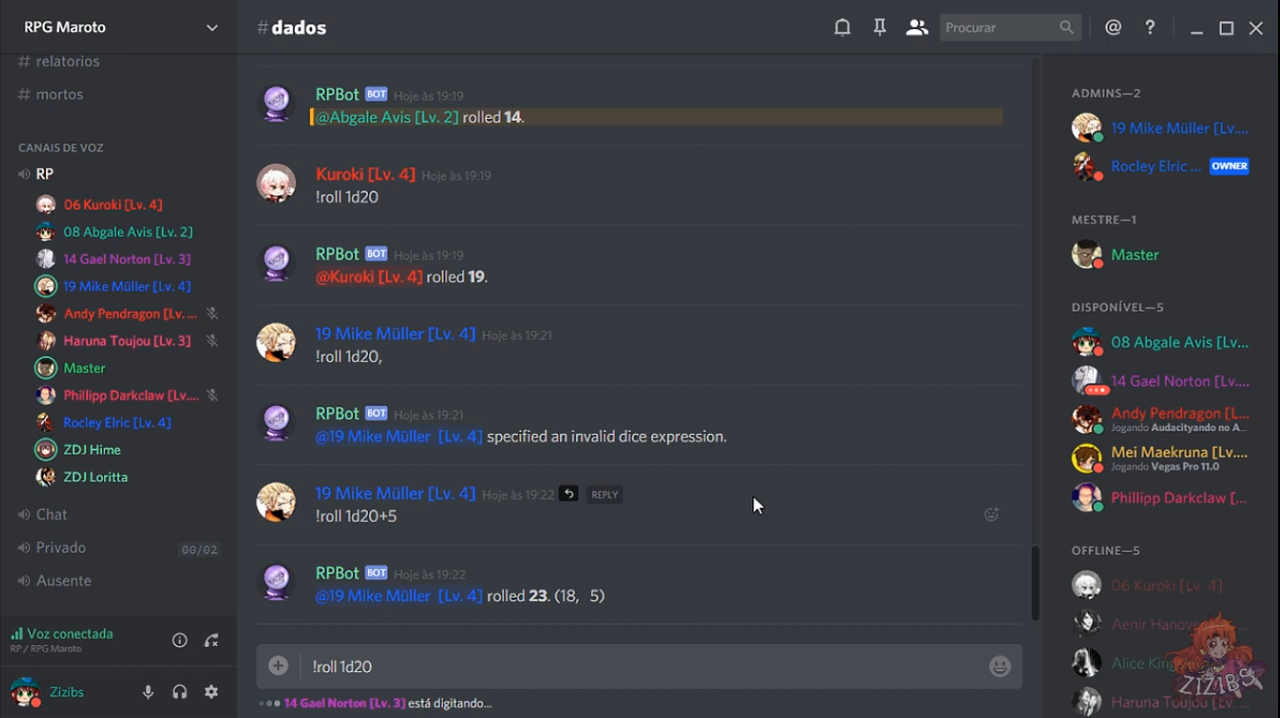 RPG Maroto
# dados
Procurar
@
?
# relatorios
# mortos
CANAIS DE VOZ
RP
06 Kuroki [Lv. 4]
08 Abgale Avis [Lv. 2]
14 Gael Norton [Lv. 3]
19 Mike Müller [Lv. 4]
Andy Pendragon [Lv. ...
Haruna Toujou [Lv. 3]
Master
Phillipp Darkclaw [Lv....
Rocley Elric [Lv. 4]
ZDJ Hime
ZDJ Loritta
Chat
Privado 00/02
Ausente
Voz conectada
RP / RPG Maroto
Zizibs
RPBot BOT Hoje às 19:19
@Abgale Avis [Lv. 2] rolled 14.
Kuroki [Lv. 4] Hoje às 19:19
!roll 1d20
RPBot BOT Hoje às 19:19
@Kuroki [Lv. 4] rolled 19.
19 Mike Müller [Lv. 4] Hoje às 19:21
!roll 1d20,
RPBot BOT Hoje às 19:21
@19 Mike Müller [Lv. 4] specified an invalid dice expression.
19 Mike Müller [Lv. 4] Hoje às 19:22 REPLY
!roll 1d20+5
RPBot BOT Hoje às 19:22
@19 Mike Müller [Lv. 4] rolled 23. (18, 5)
!roll 1d20
14 Gael Norton [Lv. 3] está digitando...
ADMINS—2
19 Mike Müller [Lv....
Rocley Elric ... OWNER
MESTRE—1
Master
DISPONÍVEL—5
08 Abgale Avis [Lv...
14 Gael Norton [Lv...
Andy Pendragon [L...
Jogando Audacityando no A...
Mei Maekruna [Lv....
Jogando Vegas Pro 11.0
Phillipp Darkclaw [...
OFFLINE—5
06 Kuroki [Lv. 4]
Aenir Hanov
Alice King
Haruna Toujou [Lv. ...
ZIZIBS